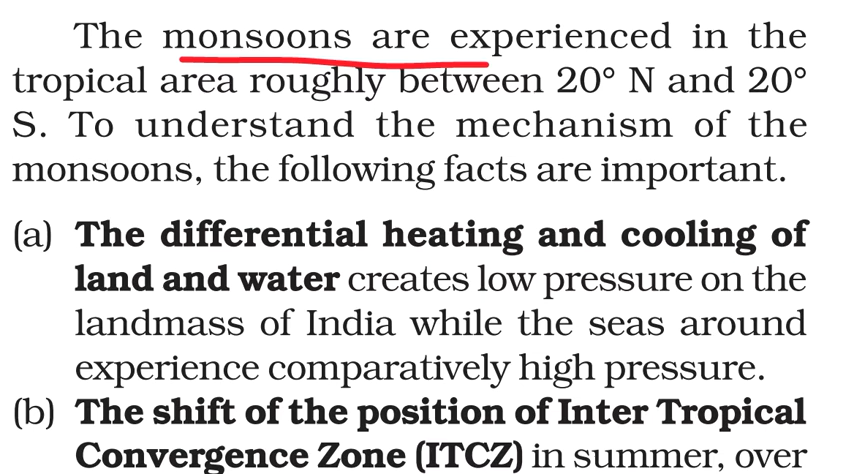 The monsoons are experienced in the
tropical area roughly between 20° N and 20°
S. To understand the mechanism of the
monsoons, the following facts are important.
(a) The differential heating and cooling of
land and water creates low pressure on the
landmass of India while the seas around
experience comparatively high pressure.
(b) The shift of the position of Inter Tropical
Convergence Zone (ITCZ) in summer, over